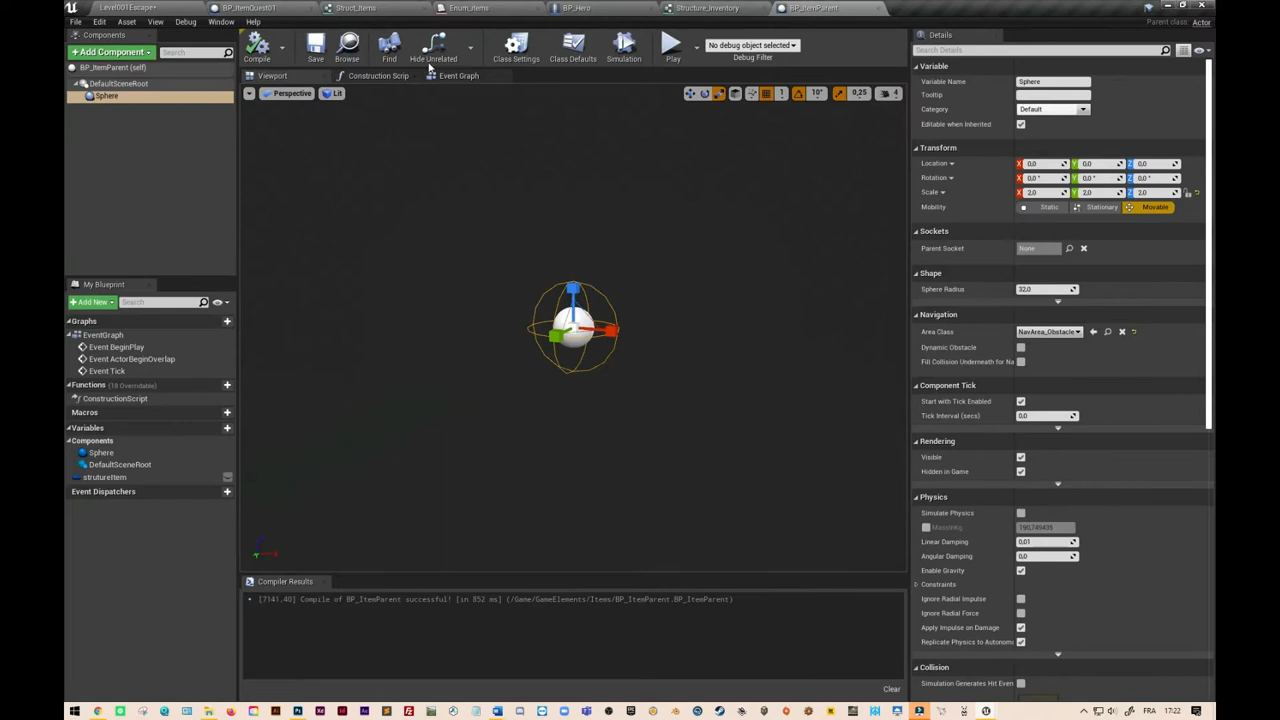 Level001Escape•
BP_ItemQuest01
Struct_Items
Enum_items
BP_Hero
Structure_Inventory
BP_ItemParent
File Edit Asset View Debug Window Help
Parent class: Actor
Components
+ Add Component
Search
BP_ItemParent (self)
DefaultSceneRoot
Sphere
Compile
Save
Browse
Find
Hide Unrelated
Class Settings
Class Defaults
Simulation
Play
No debug object selected
Debug Filter
Viewport
Construction Scrip
Event Graph
Perspective
Lit
1
10°
0,25
4
My Blueprint
+ Add New
Search
Graphs
EventGraph
Event BeginPlay
Event ActorBeginOverlap
Event Tick
Functions (18 Overridable)
ConstructionScript
Macros
Variables
Components
Sphere
DefaultSceneRoot
strutureItem
Event Dispatchers
Compiler Results
[7141,40] Compile of BP_ItemParent successful! [in 852 ms] (/Game/GameElements/Items/BP_ItemParent.BP_ItemParent)
Clear
Details
Search Details
Variable
Variable Name Sphere
Tooltip
Category Default
Editable when Inherited
Transform
Location X 0,0 Y 0,0 Z 0,0
Rotation X 0,0 ° Y 0,0 ° Z 0,0 °
Scale X 2,0 Y 2,0 Z 2,0
Mobility Static Stationary Movable
Sockets
Parent Socket None
Shape
Sphere Radius 32,0
Navigation
Area Class NavArea_Obstacle
Dynamic Obstacle
Fill Collision Underneath for Na
Component Tick
Start with Tick Enabled
Tick Interval (secs) 0,0
Rendering
Visible
Hidden in Game
Physics
Simulate Physics
MassInKg 190,749435
Linear Damping 0,01
Angular Damping 0,0
Enable Gravity
Constraints
Ignore Radial Impulse
Ignore Radial Force
Apply Impulse on Damage
Replicate Physics to Autonom
Collision
Simulation Generates Hit Even
FRA 17:22